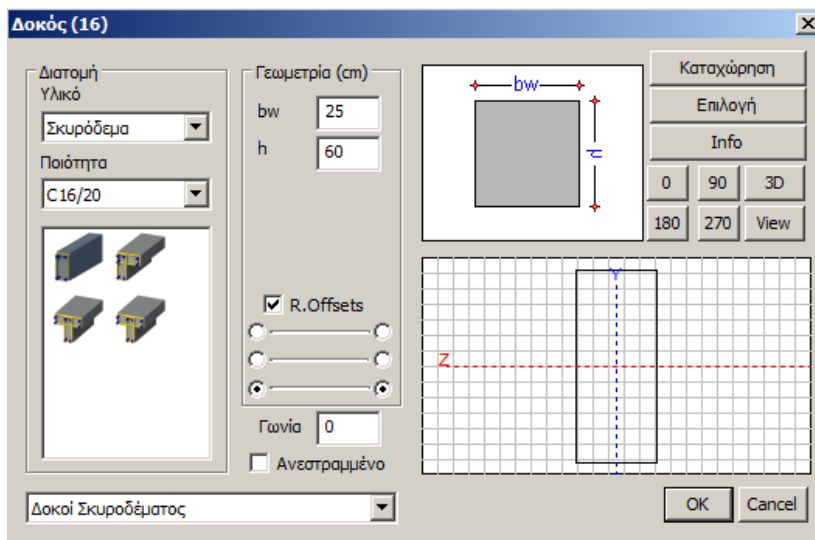 Δοκός (16)
Διατομή
Υλικό
Σκυρόδεμα
Ποιότητα
C16/20
Γεωμετρία (cm)
bw 25
h 60
R.Offsets
Γωνία 0
Ανεστραμμένο
bw
h
Καταχώρηση
Επιλογή
Info
0 90 3D
180 270 View
Y
Z
Δοκοί Σκυροδέματος
OK Cancel